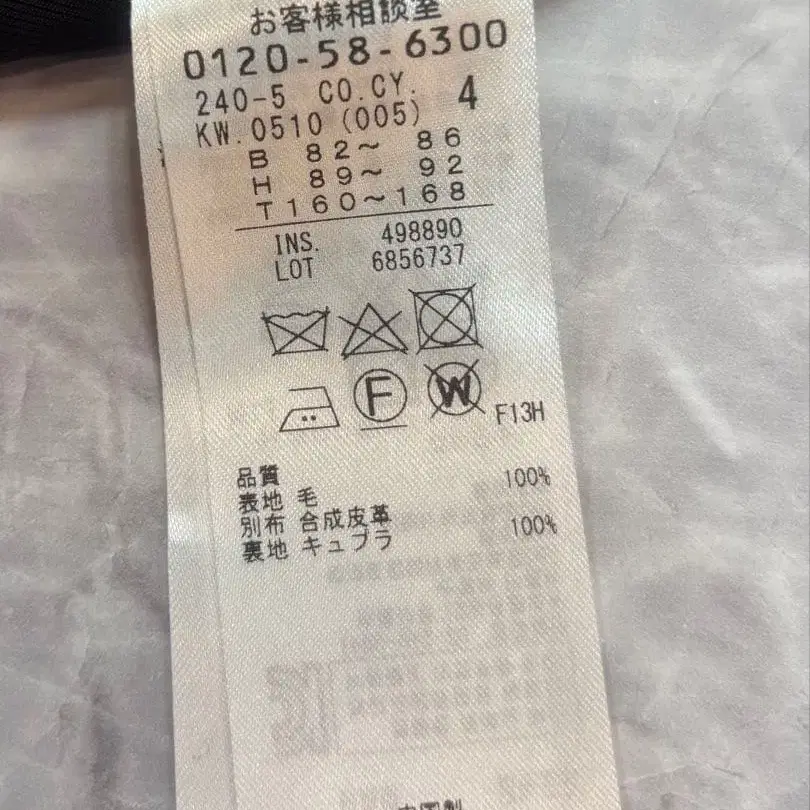 お客様相談室
0120-58-6300
240-5 CO.CY. 4
KW.0510 (005)
B 82～ 86
H 89～ 92
T160～168
INS. 498890
LOT 6856737
F W F13H
品質
表地 毛 100%
別布 合成皮革
裏地 キュプラ 100%